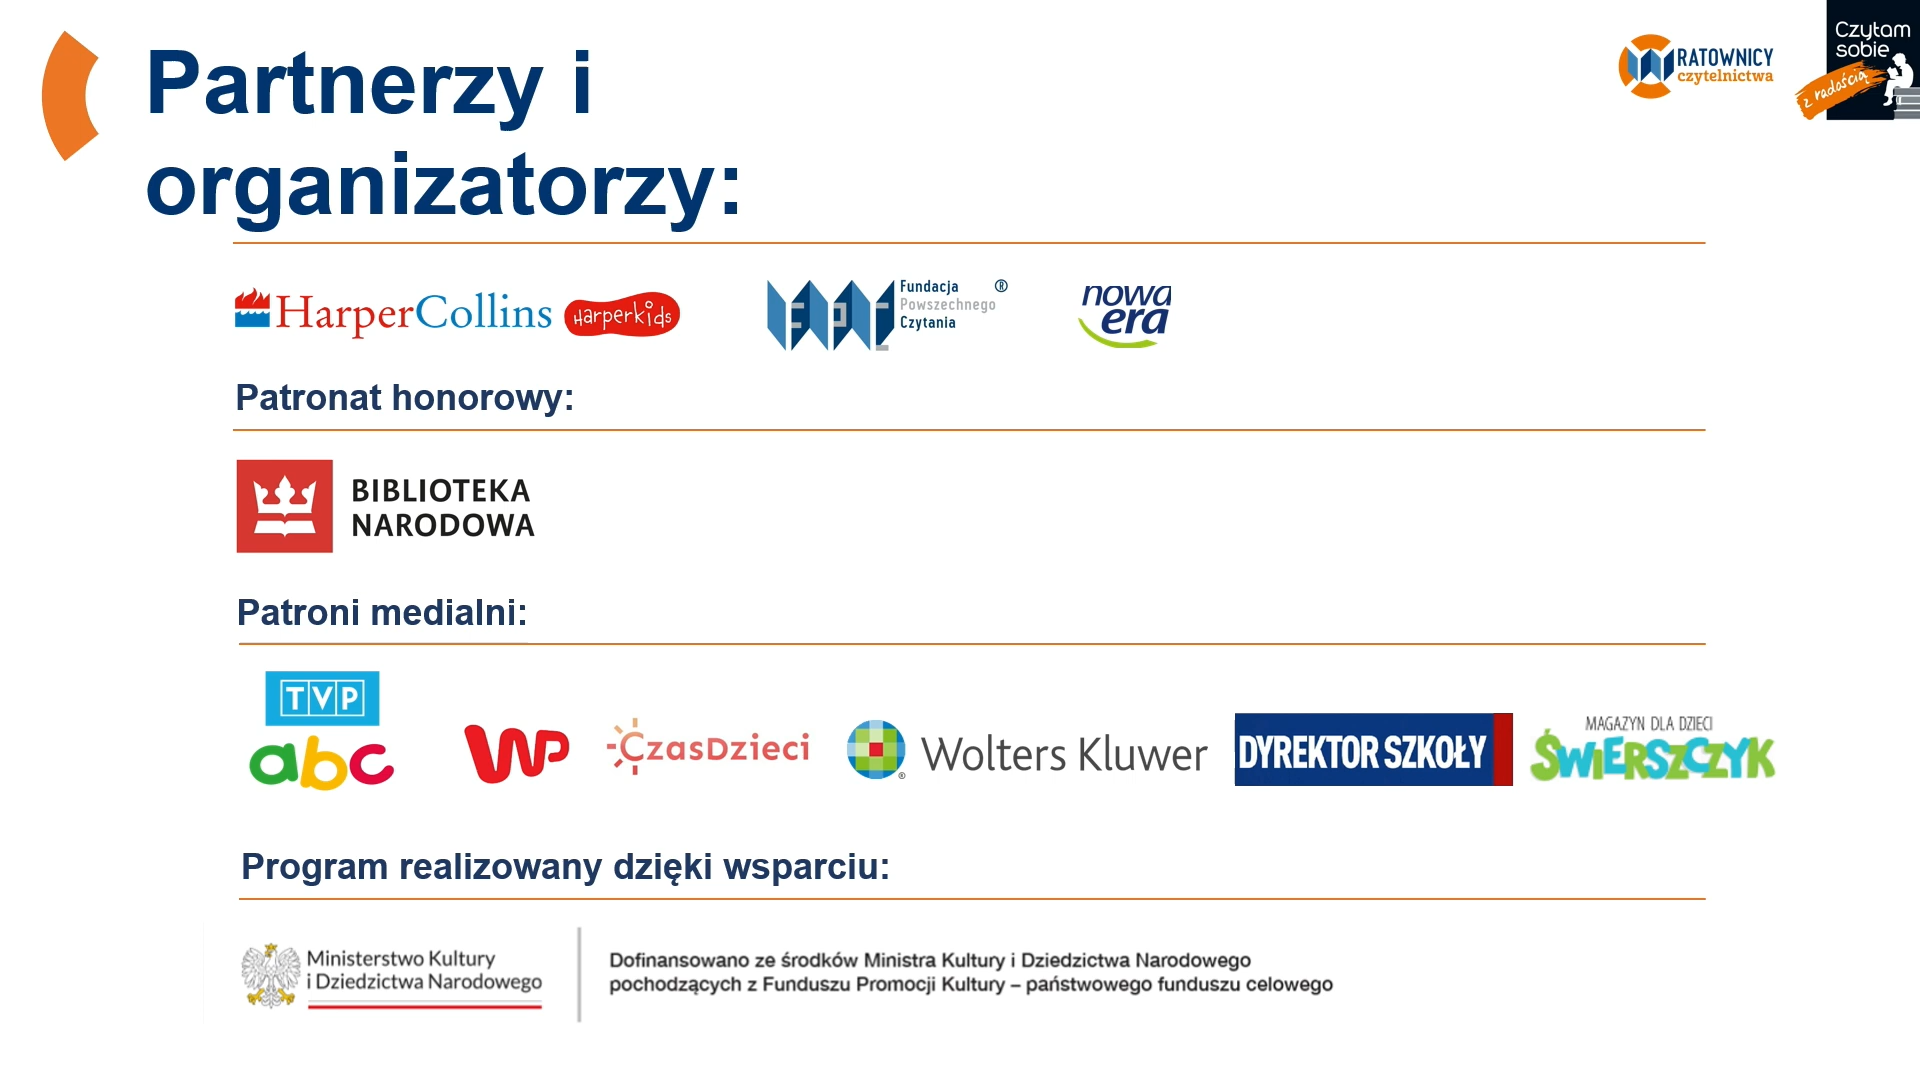 Partnerzy i
organizatorzy:
RATOWNICY
czytelnictwa
Czytam
sobie
z radością
HarperCollins
HarperKids
Fundacja ®
Powszechnego
Czytania
nowa
era
Patronat honorowy:
BIBLIOTEKA
NARODOWA
Patroni medialni:
TVP
abc
WP
CzasDzieci
Wolters Kluwer
DYREKTOR SZKOŁY
MAGAZYN DLA DZIECI
ŚWIERSZCZYK
Program realizowany dzięki wsparciu:
Ministerstwo Kultury
i Dziedzictwa Narodowego
Dofinansowano ze środków Ministra Kultury i Dziedzictwa Narodowego
pochodzących z Funduszu Promocji Kultury – państwowego funduszu celowego